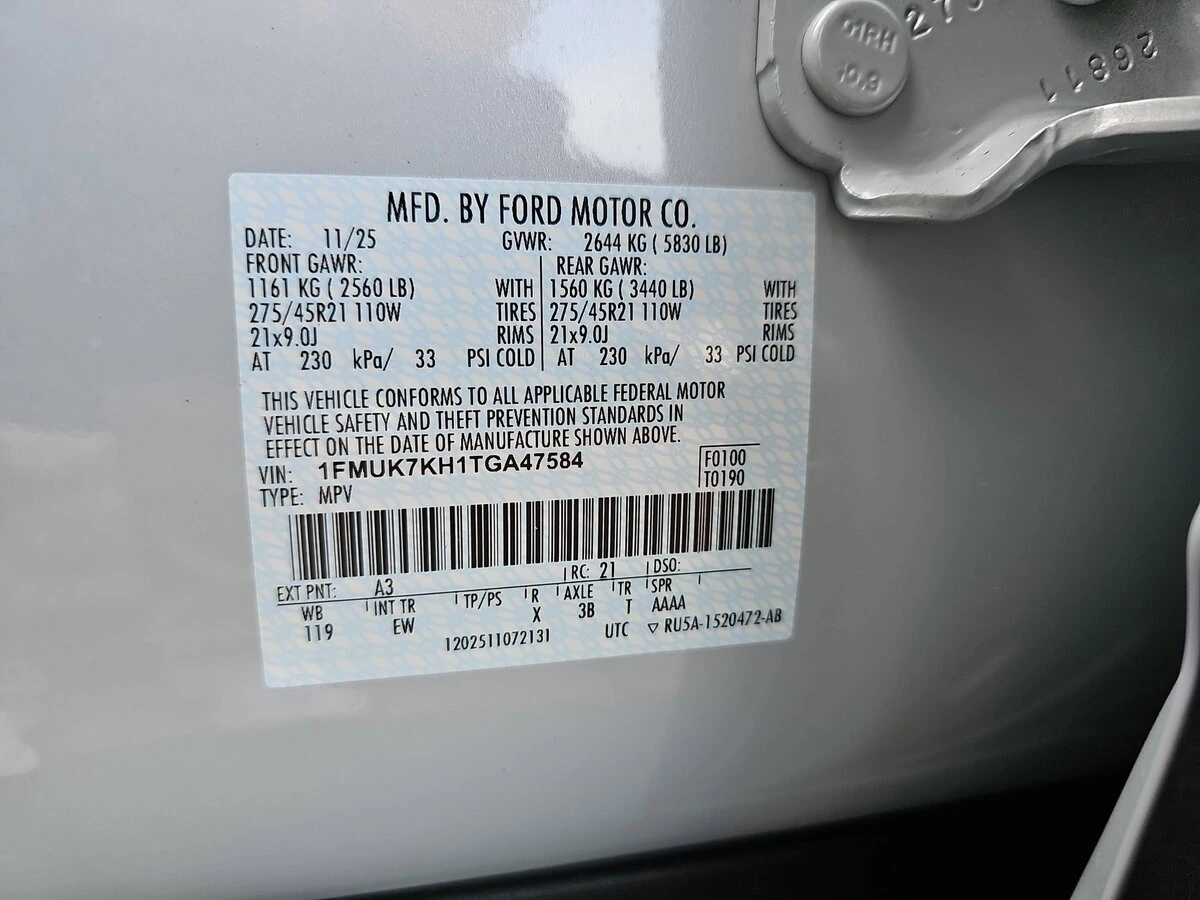 01RH
10.9
26811
MFD. BY FORD MOTOR CO.
DATE: 11/25 GVWR: 2644 KG ( 5830 LB)
FRONT GAWR: REAR GAWR:
1161 KG ( 2560 LB) WITH 1560 KG ( 3440 LB) WITH
275/45R21 110W TIRES 275/45R21 110W TIRES
21x9.0J RIMS 21x9.0J RIMS
AT 230 kPa/ 33 PSI COLD AT 230 kPa/ 33 PSI COLD
THIS VEHICLE CONFORMS TO ALL APPLICABLE FEDERAL MOTOR
VEHICLE SAFETY AND THEFT PREVENTION STANDARDS IN
EFFECT ON THE DATE OF MANUFACTURE SHOWN ABOVE.
VIN: 1FMUK7KH1TGA47584 F0100
TYPE: MPV T0190
EXT PNT: A3 RC: 21 DSO:
WB INT TR TP/PS R AXLE TR SPR
119 EW X 3B T AAAA
1202511072131 UTC ▽ RU5A-1520472-AB